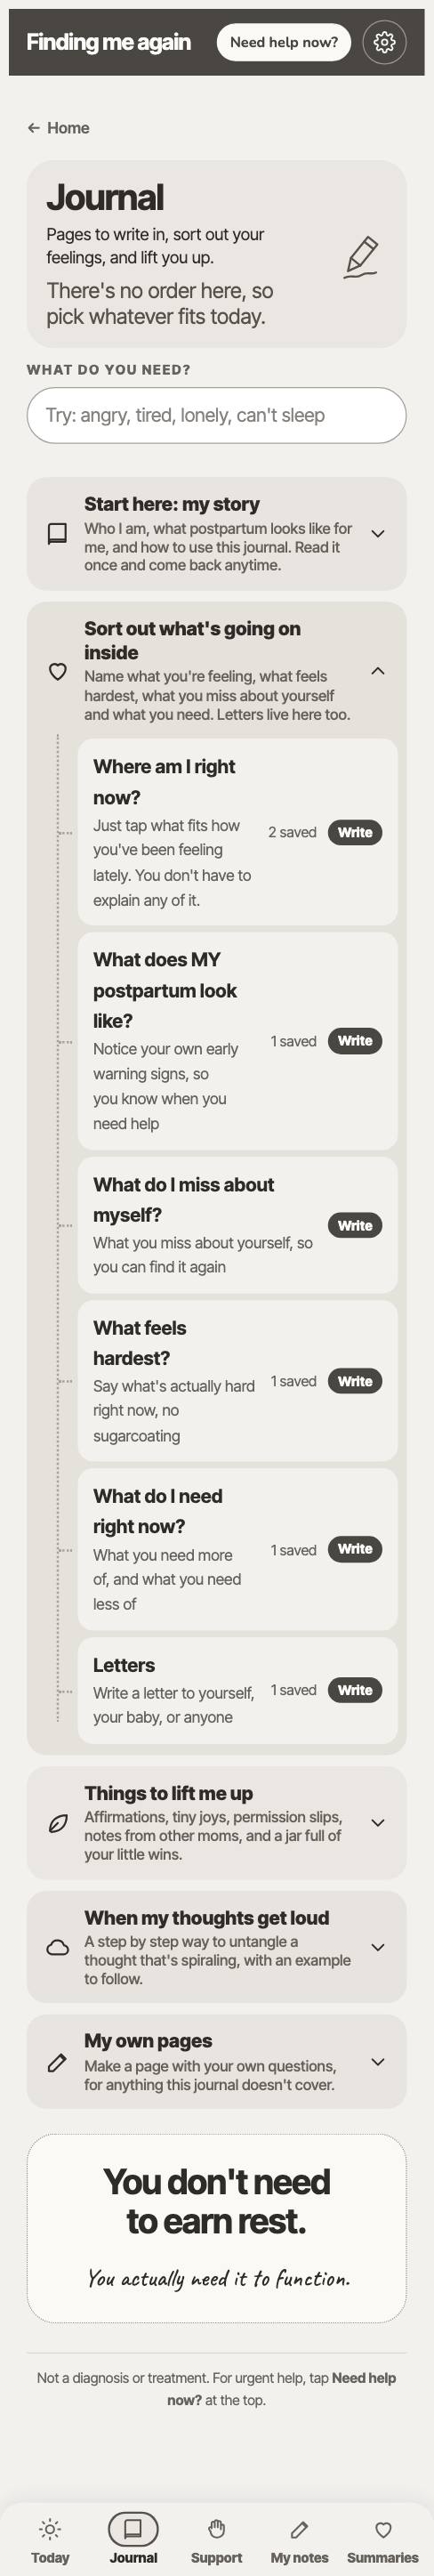 Finding me again
Need help now?
← Home
Journal
Pages to write in, sort out your
feelings, and lift you up.
There's no order here, so
pick whatever fits today.
WHAT DO YOU NEED?
Try: angry, tired, lonely, can't sleep
Start here: my story
Who I am, what postpartum looks like for
me, and how to use this journal. Read it
once and come back anytime.
Sort out what's going on
inside
Name what you're feeling, what feels
hardest, what you miss about yourself
and what you need. Letters live here too.
Where am I right
now?
Just tap what fits how
you've been feeling
lately. You don't have to
explain any of it.
2 saved
Write
What does MY
postpartum look
like?
Notice your own early
warning signs, so
you know when you
need help
1 saved
Write
What do I miss about
myself?
What you miss about yourself, so
you can find it again
Write
What feels
hardest?
Say what's actually hard
right now, no
sugarcoating
1 saved
Write
What do I need
right now?
What you need more
of, and what you need
less of
1 saved
Write
Letters
Write a letter to yourself,
your baby, or anyone
1 saved
Write
Things to lift me up
Affirmations, tiny joys, permission slips,
notes from other moms, and a jar full of
your little wins.
When my thoughts get loud
A step by step way to untangle a
thought that's spiraling, with an example
to follow.
My own pages
Make a page with your own questions,
for anything this journal doesn't cover.
You don't need
to earn rest.
You actually need it to function.
Not a diagnosis or treatment. For urgent help, tap Need help
now? at the top.
Today
Journal
Support
My notes
Summaries